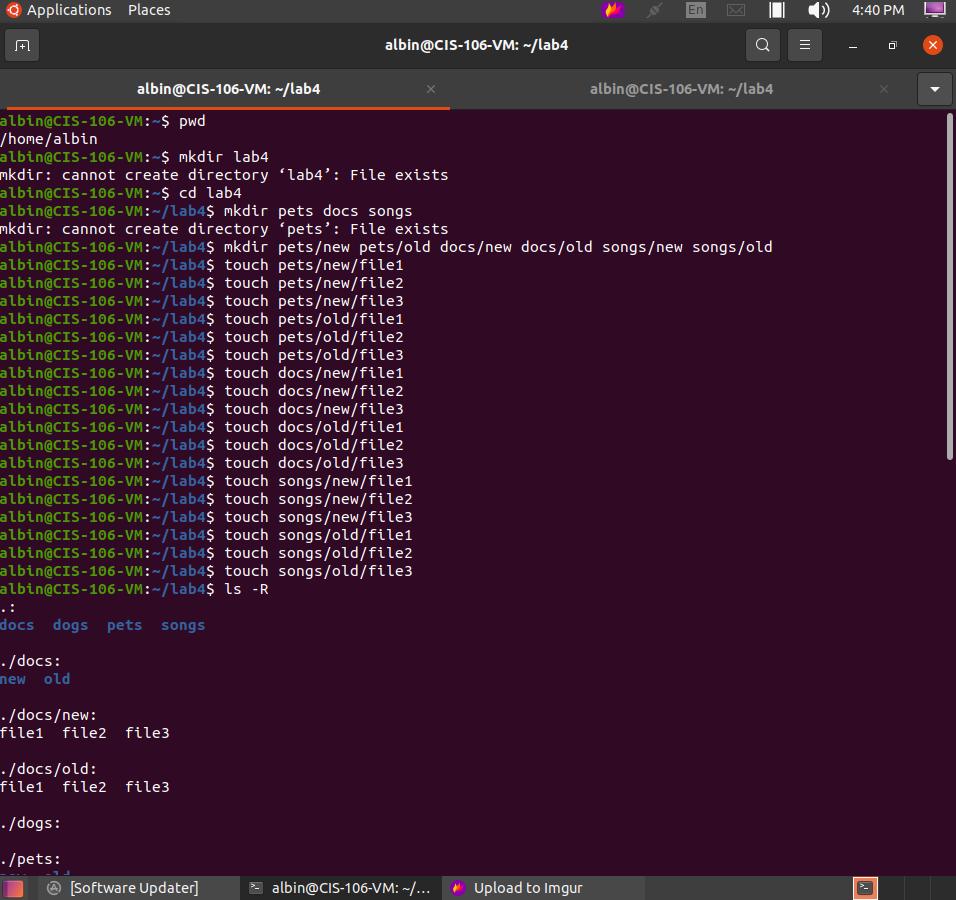 Applications Places En 4:40 PM
albin@CIS-106-VM: ~/lab4
albin@CIS-106-VM: ~/lab4 × albin@CIS-106-VM: ~/lab4 ×
albin@CIS-106-VM:~$ pwd
/home/albin
albin@CIS-106-VM:~$ mkdir lab4
mkdir: cannot create directory ‘lab4’: File exists
albin@CIS-106-VM:~$ cd lab4
albin@CIS-106-VM:~/lab4$ mkdir pets docs songs
mkdir: cannot create directory ‘pets’: File exists
albin@CIS-106-VM:~/lab4$ mkdir pets/new pets/old docs/new docs/old songs/new songs/old
albin@CIS-106-VM:~/lab4$ touch pets/new/file1
albin@CIS-106-VM:~/lab4$ touch pets/new/file2
albin@CIS-106-VM:~/lab4$ touch pets/new/file3
albin@CIS-106-VM:~/lab4$ touch pets/old/file1
albin@CIS-106-VM:~/lab4$ touch pets/old/file2
albin@CIS-106-VM:~/lab4$ touch pets/old/file3
albin@CIS-106-VM:~/lab4$ touch docs/new/file1
albin@CIS-106-VM:~/lab4$ touch docs/new/file2
albin@CIS-106-VM:~/lab4$ touch docs/new/file3
albin@CIS-106-VM:~/lab4$ touch docs/old/file1
albin@CIS-106-VM:~/lab4$ touch docs/old/file2
albin@CIS-106-VM:~/lab4$ touch docs/old/file3
albin@CIS-106-VM:~/lab4$ touch songs/new/file1
albin@CIS-106-VM:~/lab4$ touch songs/new/file2
albin@CIS-106-VM:~/lab4$ touch songs/new/file3
albin@CIS-106-VM:~/lab4$ touch songs/old/file1
albin@CIS-106-VM:~/lab4$ touch songs/old/file2
albin@CIS-106-VM:~/lab4$ touch songs/old/file3
albin@CIS-106-VM:~/lab4$ ls -R
.:
docs dogs pets songs
./docs:
new old
./docs/new:
file1 file2 file3
./docs/old:
file1 file2 file3
./dogs:
./pets:
[Software Updater] albin@CIS-106-VM: ~/... Upload to Imgur